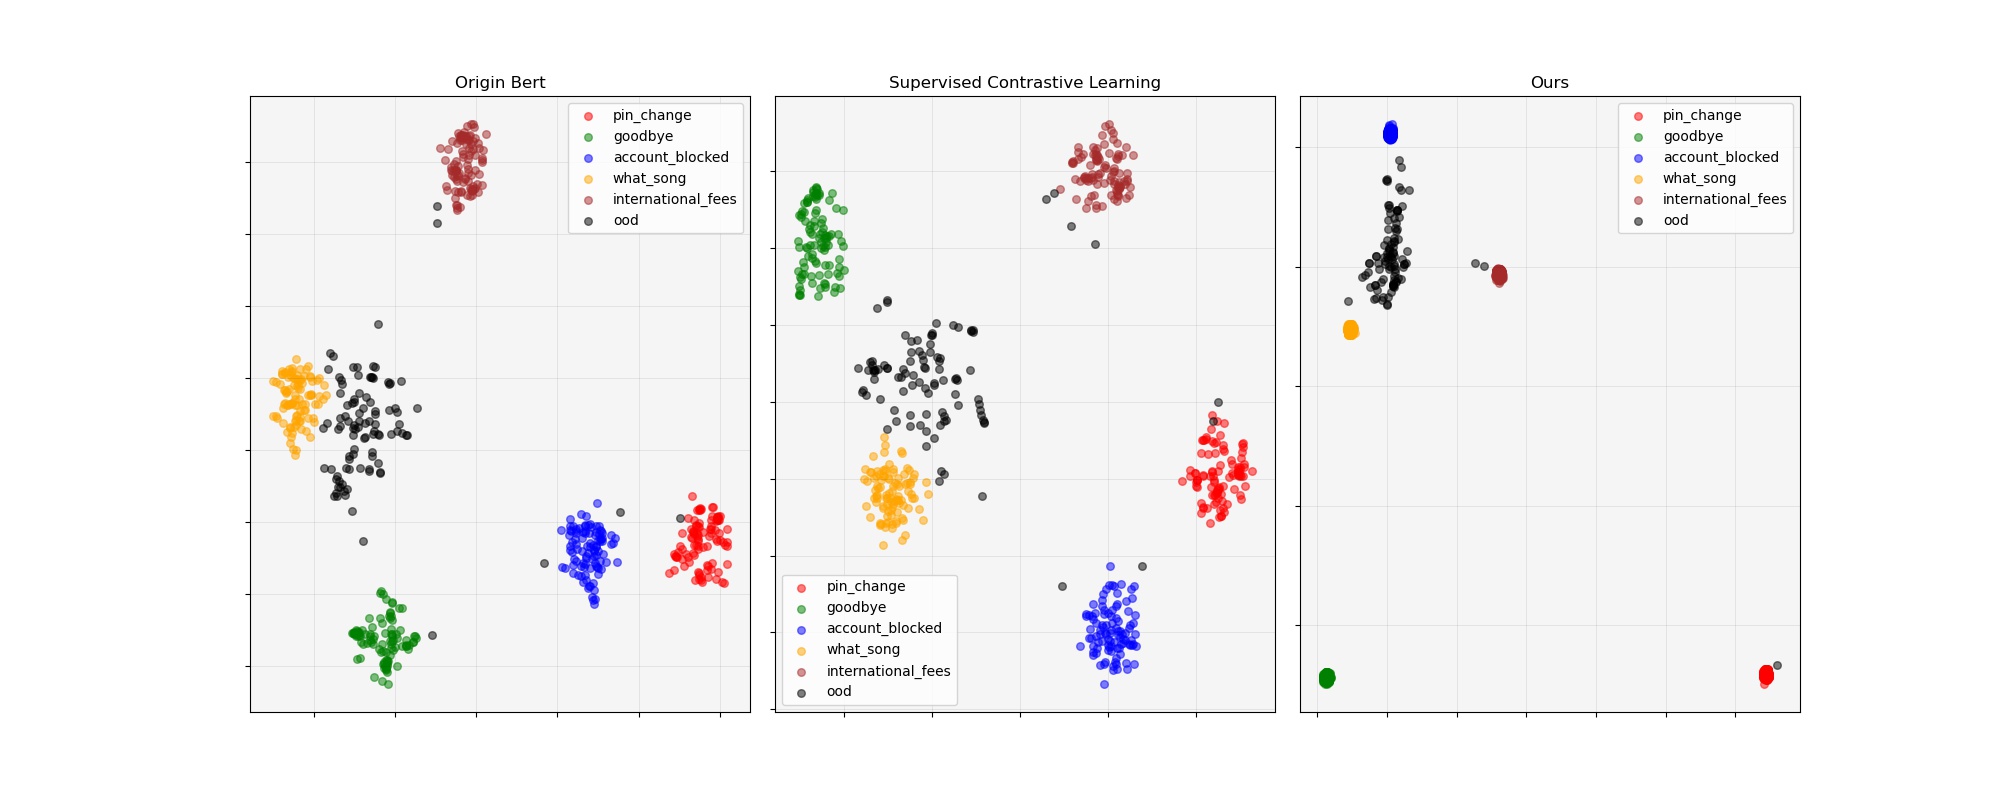 Origin Bert
pin_change
goodbye
account_blocked
what_song
international_fees
ood
Supervised Contrastive Learning
pin_change
goodbye
account_blocked
what_song
international_fees
ood
Ours
pin_change
goodbye
account_blocked
what_song
international_fees
ood